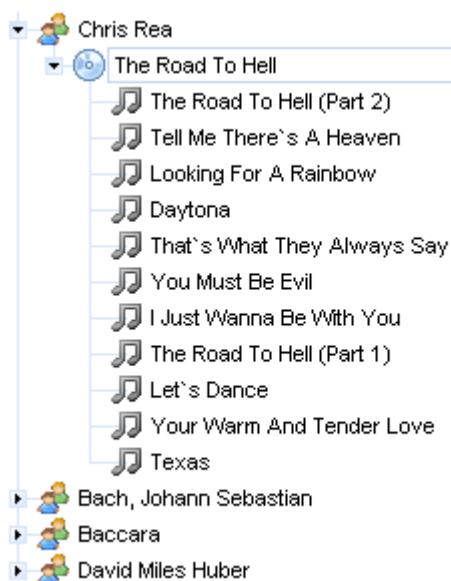 Chris Rea
The Road To Hell
The Road To Hell (Part 2)
Tell Me There`s A Heaven
Looking For A Rainbow
Daytona
That`s What They Always Say
You Must Be Evil
I Just Wanna Be With You
The Road To Hell (Part 1)
Let`s Dance
Your Warm And Tender Love
Texas
Bach, Johann Sebastian
Baccara
David Miles Huber